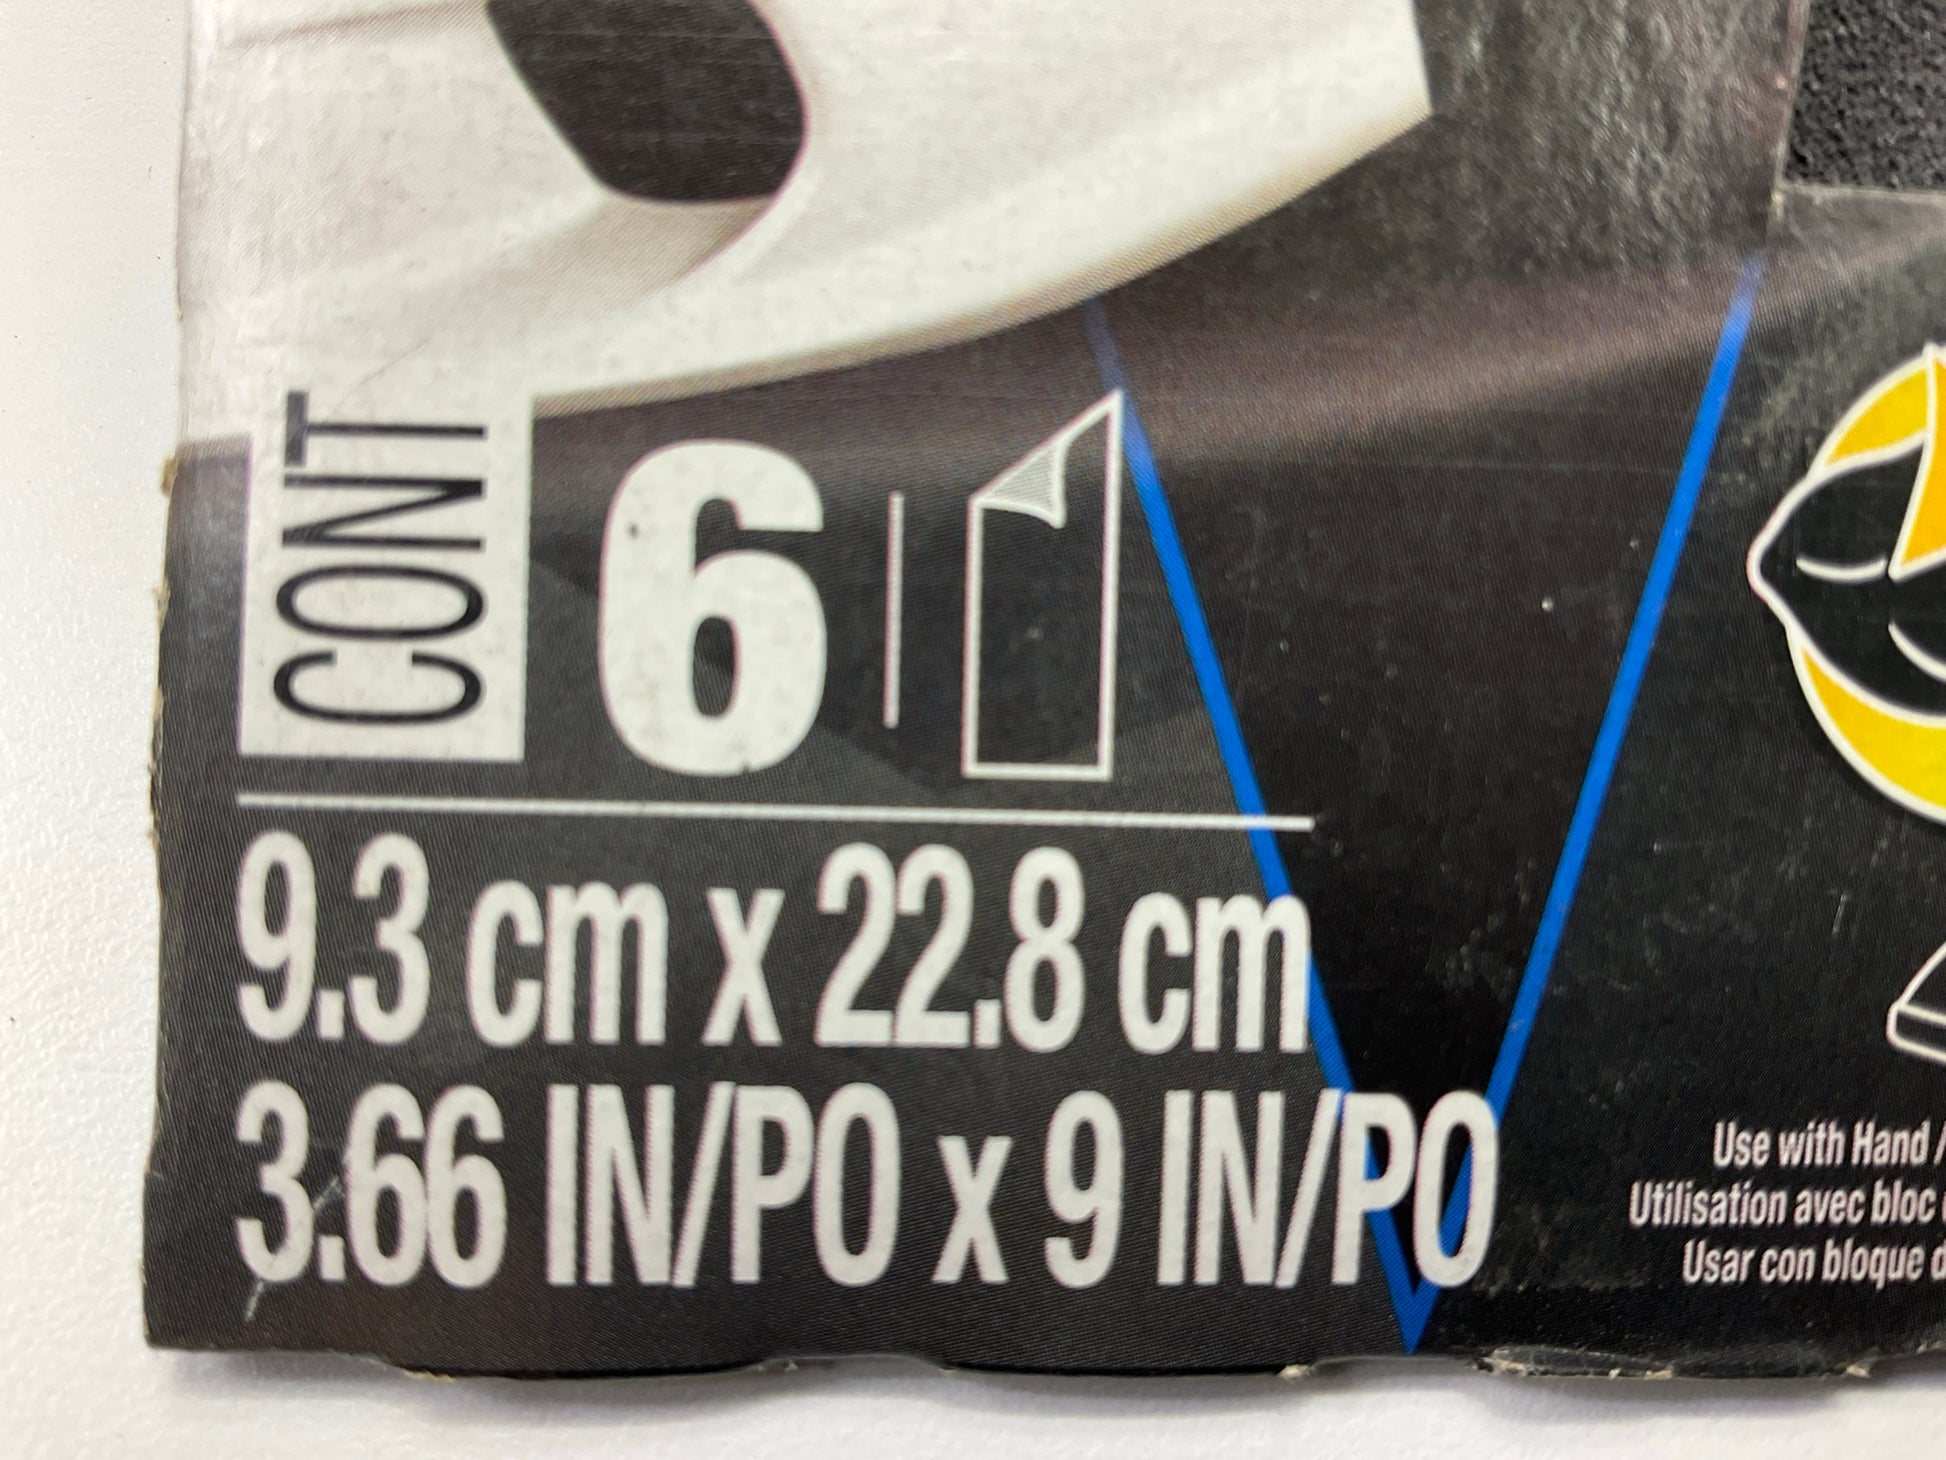 CONT
6
9.3 cm x 22.8 cm
3.66 IN/PO x 9 IN/PO
Use with Hand /
Utilisation avec bloc
Usar con bloque d